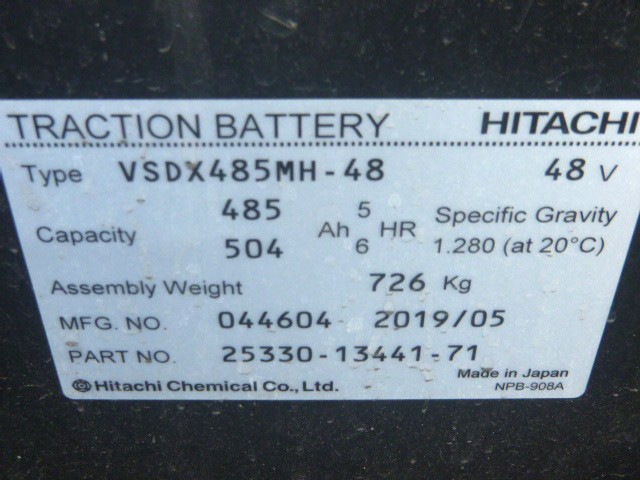 TRACTION BATTERY HITACHI
Type VSDX485MH-48 48 V
Capacity 485 Ah 5 HR Specific Gravity
504 6 1.280 (at 20°C)
Assembly Weight 726 Kg
MFG. NO. 044604 2019/05
PART NO. 25330-13441-71
Made in Japan
Hitachi Chemical Co., Ltd. NPB-908A